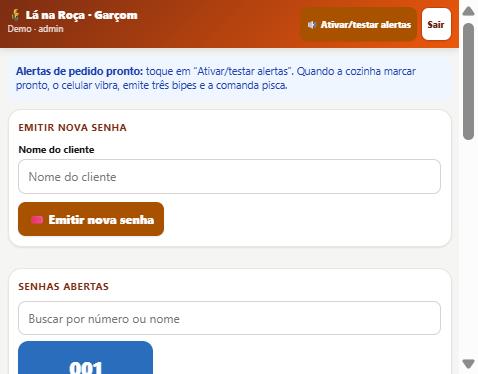 Lá na Roça - Garçom
Demo · admin
Ativar/testar alertas
Sair
Alertas de pedido pronto: toque em "Ativar/testar alertas". Quando a cozinha marcar
pronto, o celular vibra, emite três bipes e a comanda pisca.
EMITIR NOVA SENHA
Nome do cliente
Nome do cliente
Emitir nova senha
SENHAS ABERTAS
Buscar por número ou nome
001